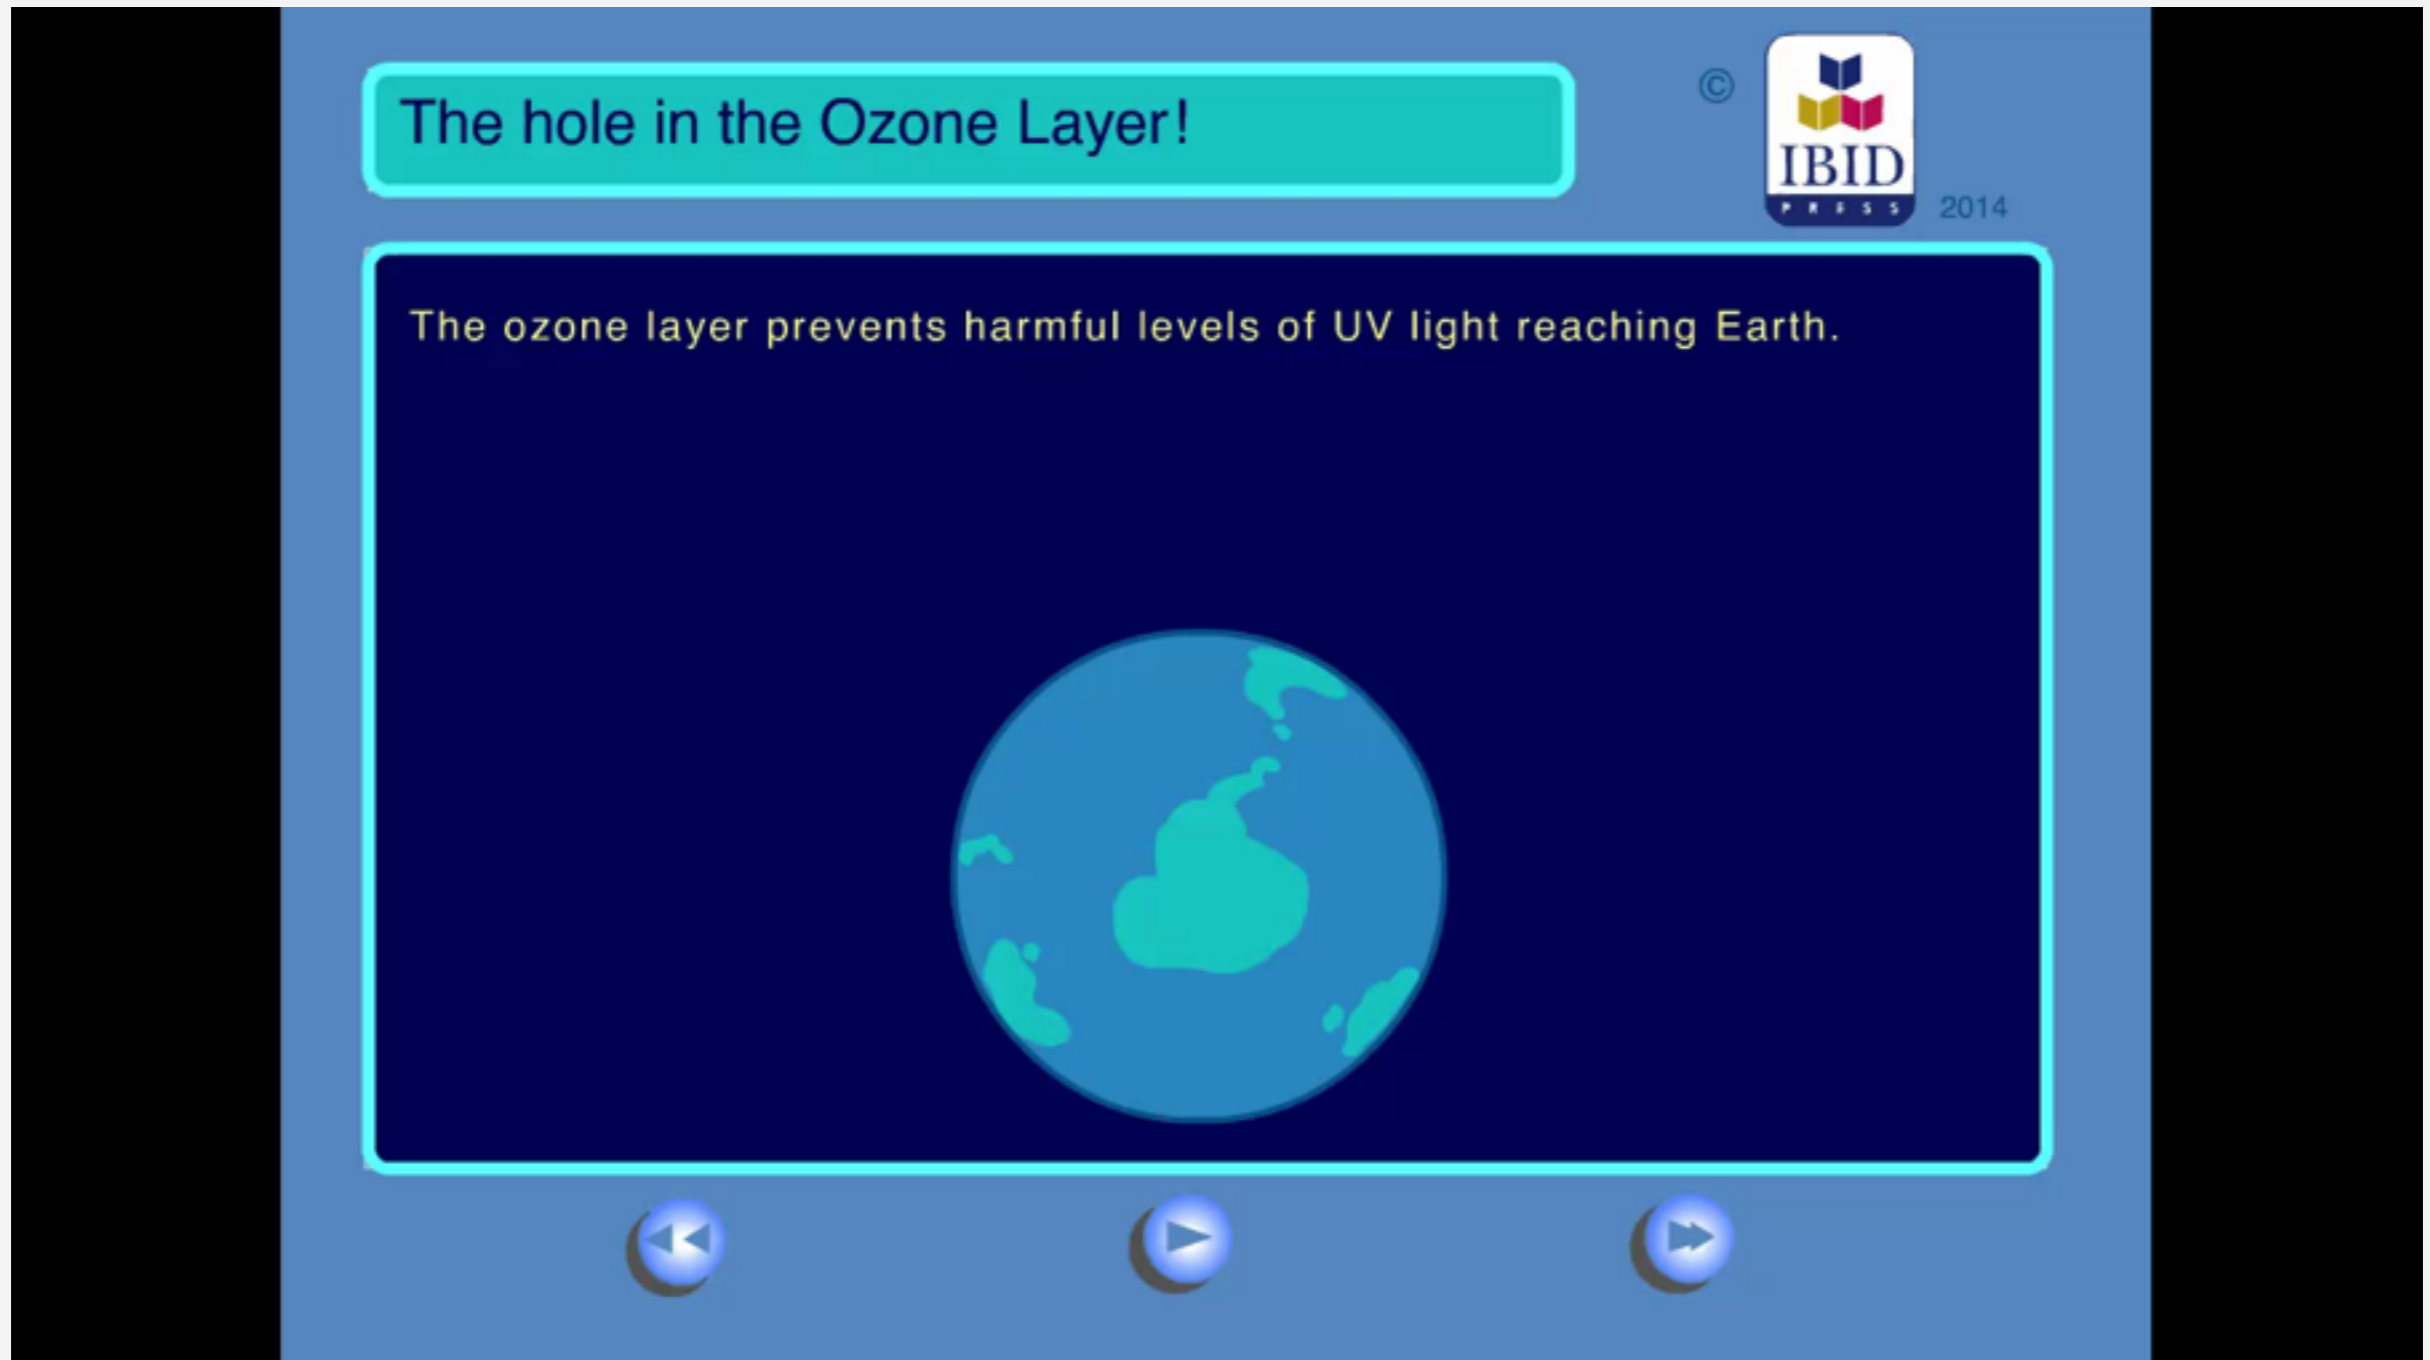 The hole in the Ozone Layer!
©
IBID
PRESS
2014
The ozone layer prevents harmful levels of UV light reaching Earth.